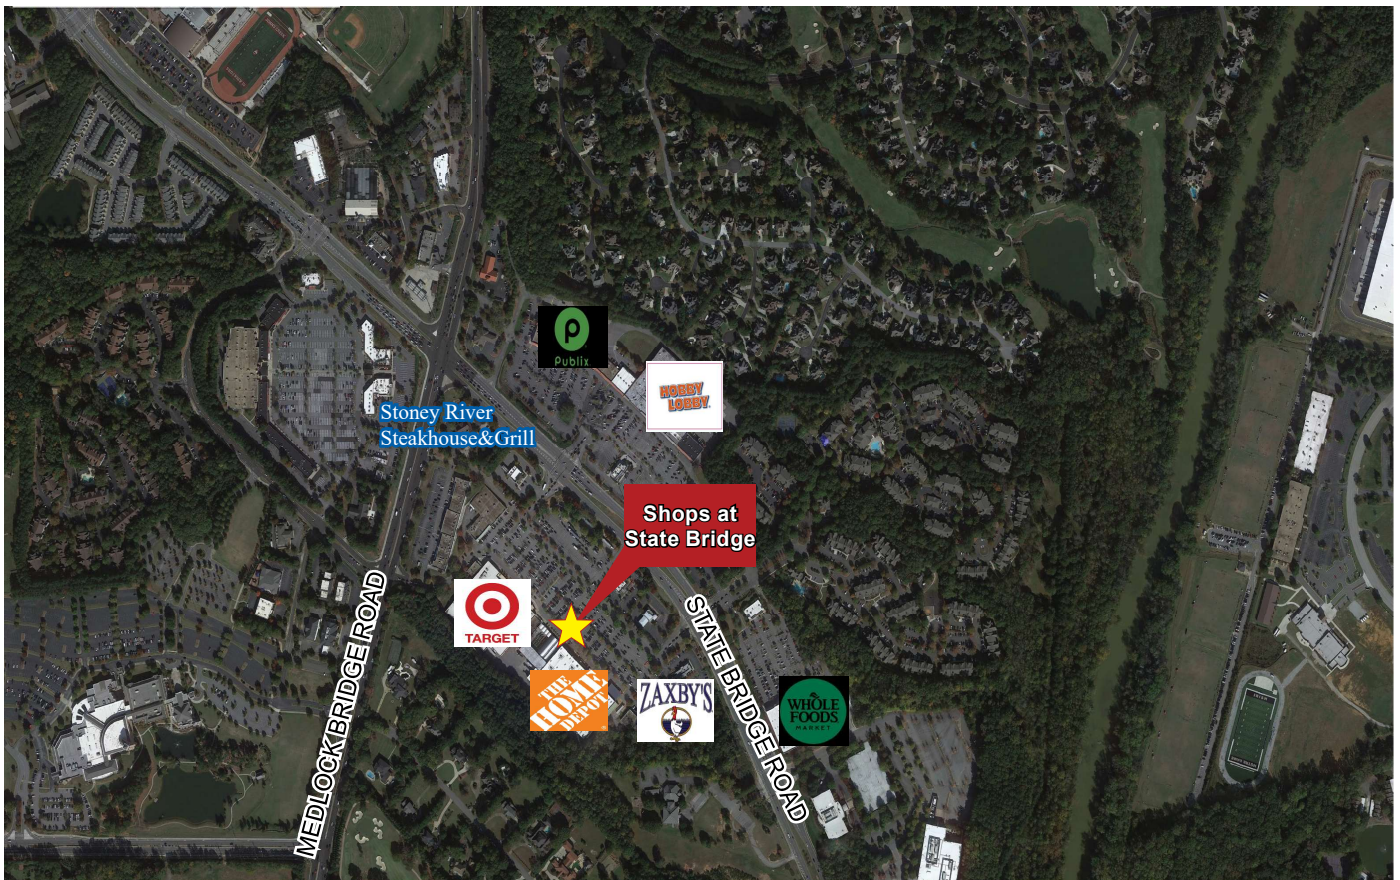 Publix
HOBBY
LOBBY
Stoney River
Steakhouse&Grill
Shops at
State Bridge
TARGET
MEDLOCK BRIDGE ROAD
STATE BRIDGE ROAD
THE
HOME
DEPOT
ZAXBY'S
WHOLE
FOODS
MARKET